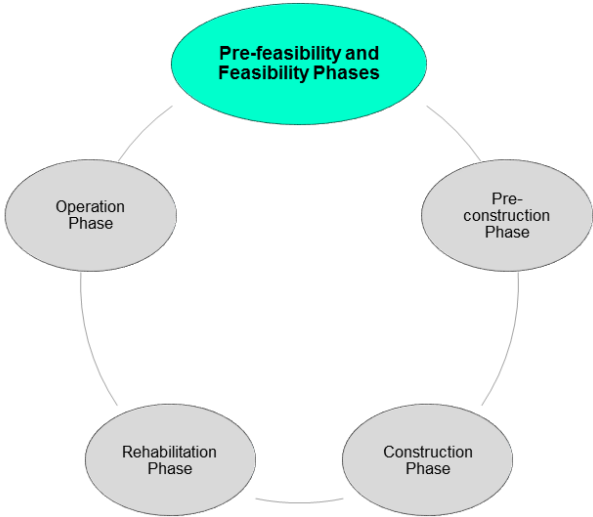 Pre-feasibility and
Feasibility Phases
Operation
Phase
Pre-
construction
Phase
Rehabilitation
Phase
Construction
Phase